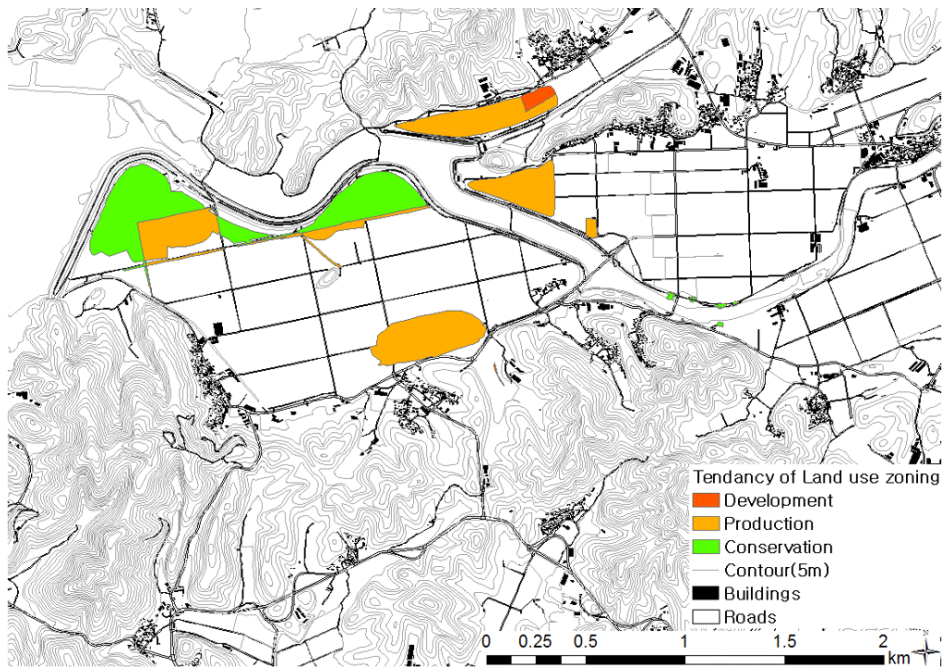 Tendancy of Land use zoning
Development
Production
Conservation
Contour(5m)
Buildings
Roads
0 0.25 0.5 1 1.5 2
km